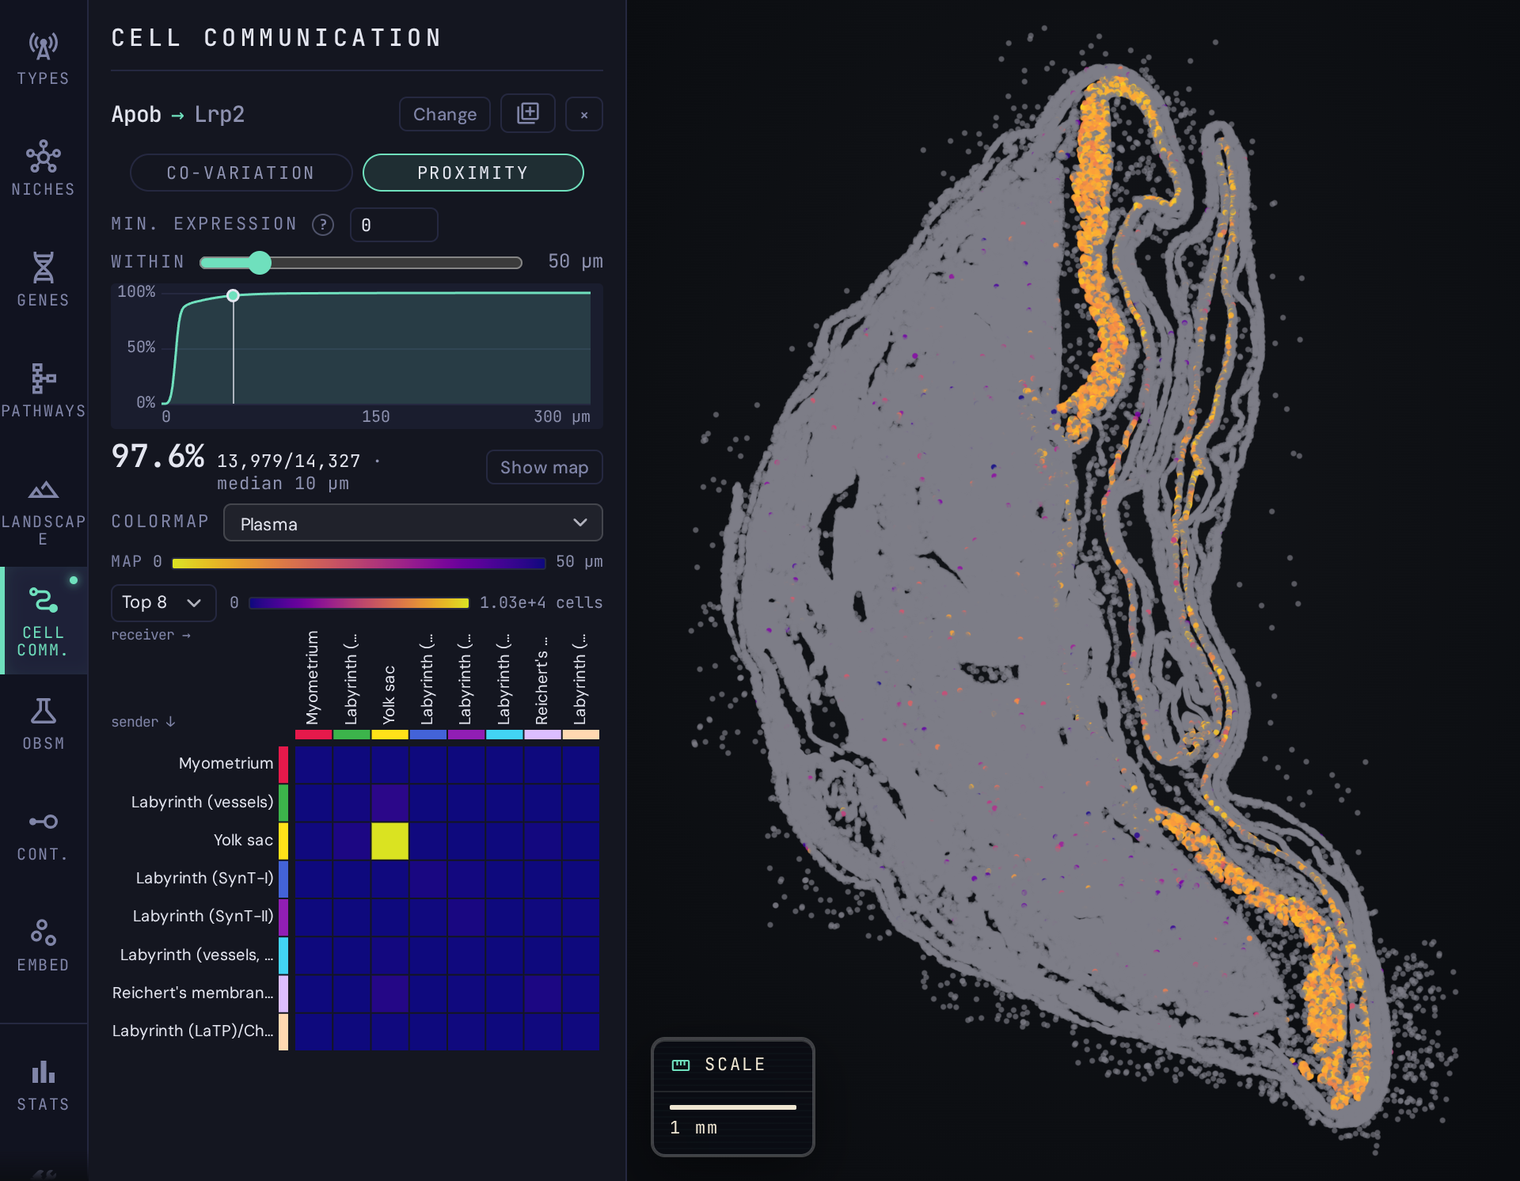 CELL COMMUNICATION
TYPES
NICHES
GENES
PATHWAYS
LANDSCAP
E
CELL
COMM.
OBSM
CONT.
EMBED
STATS
Apob → Lrp2
Change
×
CO-VARIATION
PROXIMITY
MIN. EXPRESSION ? 0
WITHIN 50 µm
100%
50%
0%
0 150 300 µm
97.6% 13,979/14,327 ·
median 10 µm
Show map
COLORMAP Plasma
MAP 0 50 µm
Top 8 0 1.03e+4 cells
receiver →
sender ↓
Myometrium
Labyrinth (…
Yolk sac
Labyrinth (…
Labyrinth (…
Labyrinth (…
Reichert's …
Labyrinth (…
Myometrium
Labyrinth (vessels)
Yolk sac
Labyrinth (SynT-I)
Labyrinth (SynT-II)
Labyrinth (vessels, …
Reichert's membran…
Labyrinth (LaTP)/Ch…
SCALE
1 mm